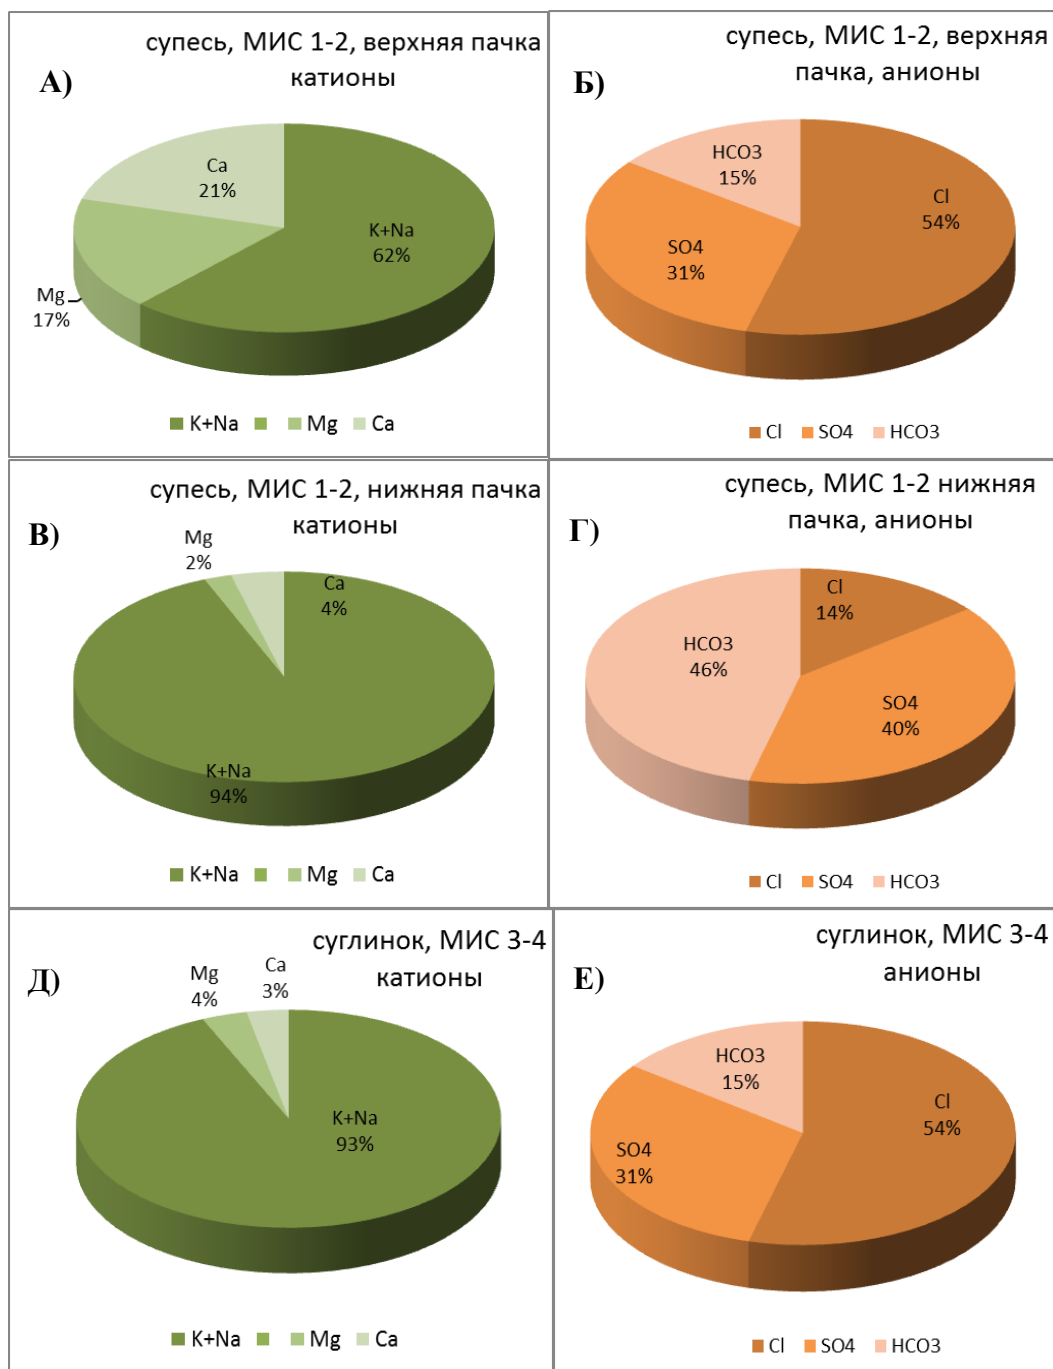 супесь, МИС 1-2, верхняя пачка
катионы
А)
Ca
21%
K+Na
62%
Mg
17%
K+Na Mg Ca
супесь, МИС 1-2, верхняя
пачка, анионы
Б)
HCO3
15%
Cl
54%
SO4
31%
Cl SO4 HCO3
супесь, МИС 1-2, нижняя пачка
катионы
В)
Mg
2%
Ca
4%
K+Na
94%
K+Na Mg Ca
супесь, МИС 1-2 нижняя
пачка, анионы
Г)
Cl
14%
HCO3
46%
SO4
40%
Cl SO4 HCO3
суглинок, МИС 3-4
катионы
Д)
Mg
4%
Ca
3%
K+Na
93%
K+Na Mg Ca
суглинок, МИС 3-4
анионы
Е)
HCO3
15%
Cl
54%
SO4
31%
Cl SO4 HCO3